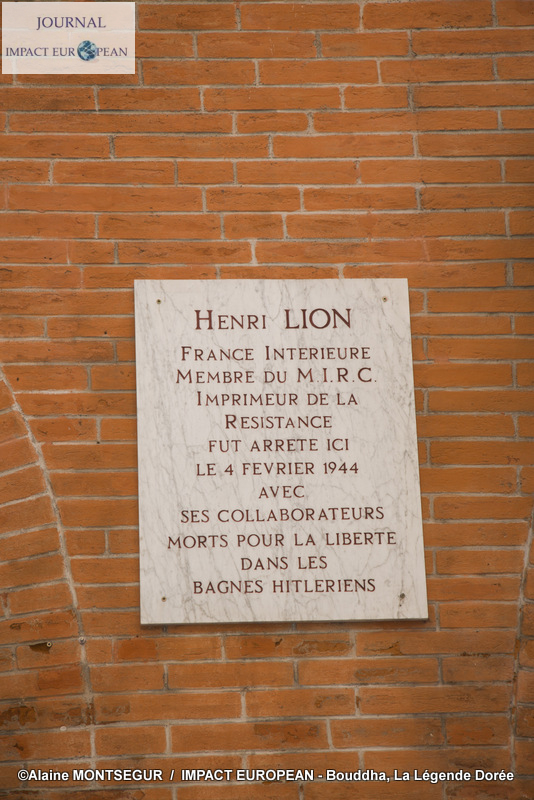 JOURNAL
IMPACT EUROPEAN
HENRI LION
FRANCE INTERIEURE
MEMBRE DU M.I.R.C.
IMPRIMEUR DE LA
RESISTANCE
FUT ARRETE ICI
LE 4 FEVRIER 1944
AVEC
SES COLLABORATEURS
MORTS POUR LA LIBERTE
DANS LES
BAGNES HITLERIENS
©Alaine MONTSEGUR / IMPACT EUROPEAN - Bouddha, La Légende Dorée